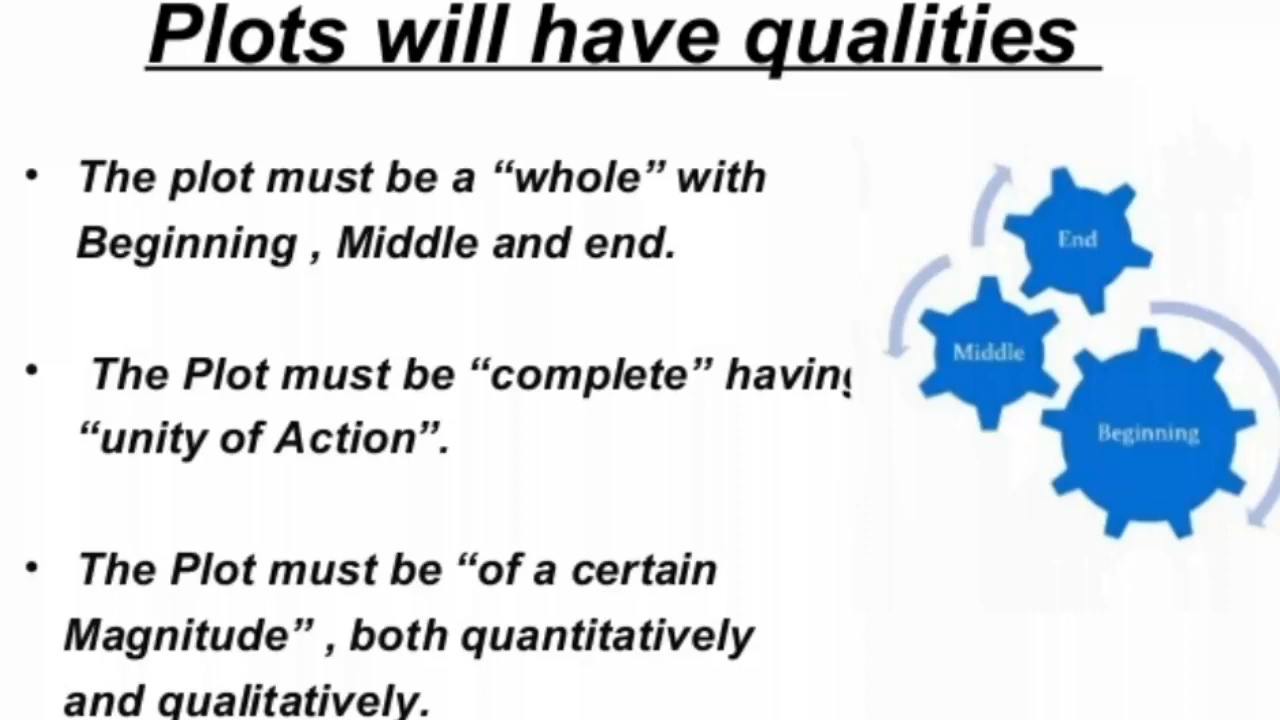 Plots will have qualities
• The plot must be a “whole” with
Beginning , Middle and end.
• The Plot must be “complete” having
“unity of Action”.
• The Plot must be “of a certain
Magnitude” , both quantitatively
and qualitatively.
End
Middle
Beginning